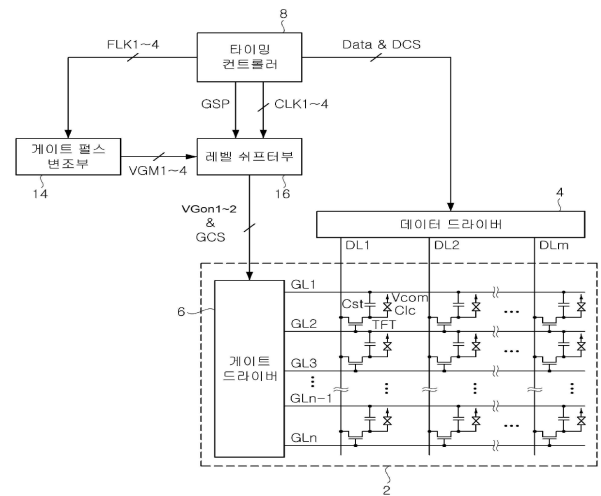 8
타이밍
컨트롤러
FLK1~4
Data & DCS
GSP
CLK1~4
게이트 펄스
변조부
14
VGM1~4
레벨 쉬프터부
16
VGon1~2
&
GCS
4
데이터 드라이버
DL1
DL2
DLm
6
게이트
드라이버
GL1
Cst
Vcom
Clc
GL2
TFT
GL3
GLn-1
GLn
2